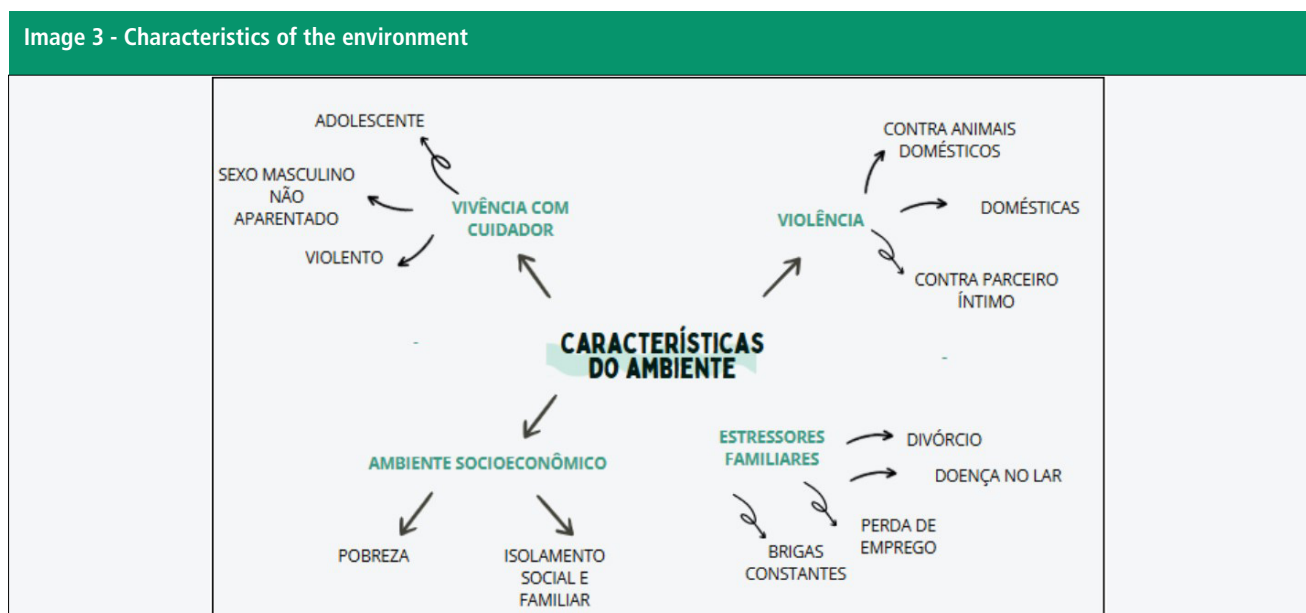 Image 3 - Characteristics of the environment
ADOLESCENTE
SEXO MASCULINO
NÃO
APARENTADO
VIOLENTO
VIVÊNCIA COM
CUIDADOR
CONTRA ANIMAIS
DOMÉSTICOS
VIOLÊNCIA
DOMÉSTICAS
CONTRA PARCEIRO
ÍNTIMO
CARACTERÍSTICAS
DO AMBIENTE
AMBIENTE SOCIOECONÔMICO
POBREZA
ISOLAMENTO
SOCIAL E
FAMILIAR
ESTRESSORES
FAMILIARES
DIVÓRCIO
DOENÇA NO LAR
PERDA DE
EMPREGO
BRIGAS
CONSTANTES